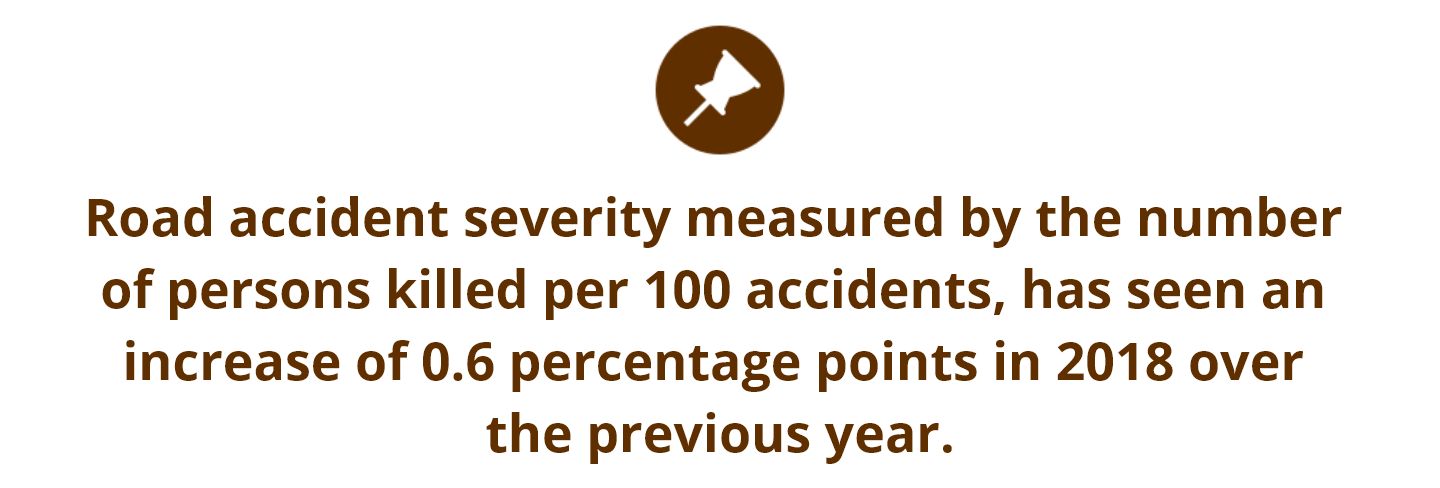 Road accident severity measured by the number
of persons killed per 100 accidents, has seen an
increase of 0.6 percentage points in 2018 over
the previous year.